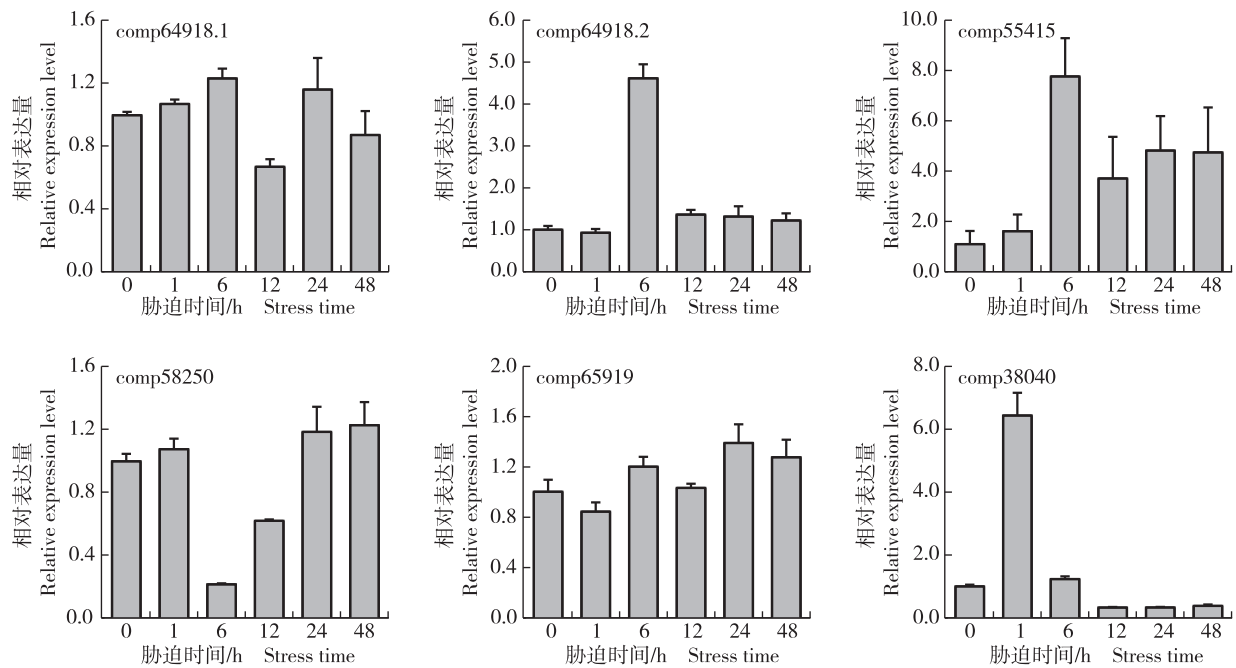 comp64918.1
相对表达量
Relative expression level
1.6
1.2
0.8
0.4
0.0
0 1 6 12 24 48
胁迫时间/h Stress time
comp64918.2
相对表达量
Relative expression level
6.0
5.0
4.0
3.0
2.0
1.0
0.0
0 1 6 12 24 48
胁迫时间/h Stress time
comp55415
相对表达量
Relative expression level
10.0
8.0
6.0
4.0
2.0
0.0
0 1 6 12 24 48
胁迫时间/h Stress time
comp58250
相对表达量
Relative expression level
1.6
1.2
0.8
0.4
0.0
0 1 6 12 24 48
胁迫时间/h Stress time
comp65919
相对表达量
Relative expression level
2.0
1.6
1.2
0.8
0.4
0.0
0 1 6 12 24 48
胁迫时间/h Stress time
comp38040
相对表达量
Relative expression level
8.0
6.0
4.0
2.0
0.0
0 1 6 12 24 48
胁迫时间/h Stress time